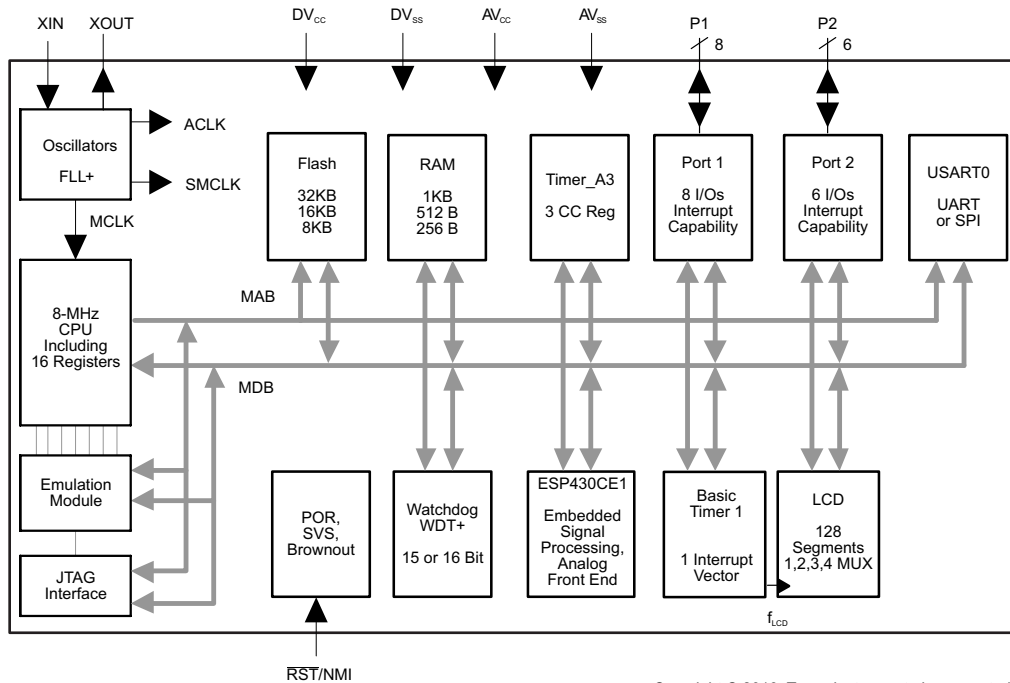 XIN XOUT DVCC DVSS AVCC AVSS P1 P2
8 6
Oscillators
FLL+
ACLK
SMCLK
MCLK
Flash
32KB
16KB
8KB
RAM
1KB
512 B
256 B
Timer_A3
3 CC Reg
Port 1
8 I/Os
Interrupt
Capability
Port 2
6 I/Os
Interrupt
Capability
USART0
UART
or SPI
8-MHz
CPU
Including
16 Registers
MAB
MDB
Emulation
Module
JTAG
Interface
POR,
SVS,
Brownout
Watchdog
WDT+
15 or 16 Bit
ESP430CE1
Embedded
Signal
Processing,
Analog
Front End
Basic
Timer 1
1 Interrupt
Vector
LCD
128
Segments
1,2,3,4 MUX
fLCD
RST/NMI